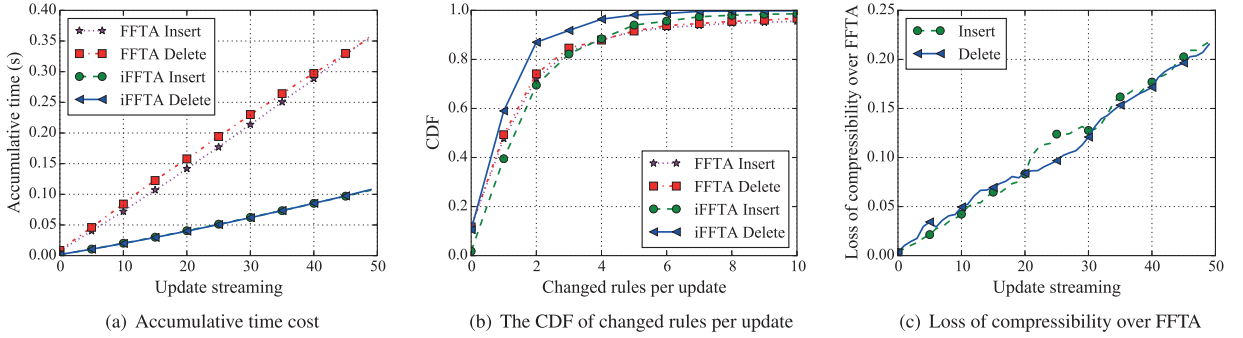 0.40
0.35
0.30
0.25
0.20
0.15
0.10
0.05
0.00
Accumulative time (s)
FFTA Insert
FFTA Delete
iFFTA Insert
iFFTA Delete
0 10 20 30 40 50
Update streaming
(a) Accumulative time cost
1.0
0.8
0.6
0.4
0.2
0.0
CDF
FFTA Insert
FFTA Delete
iFFTA Insert
iFFTA Delete
0 2 4 6 8 10
Changed rules per update
(b) The CDF of changed rules per update
0.25
0.20
0.15
0.10
0.05
0.00
Loss of compressibility over FFTA
Insert
Delete
0 10 20 30 40 50
Update streaming
(c) Loss of compressibility over FFTA